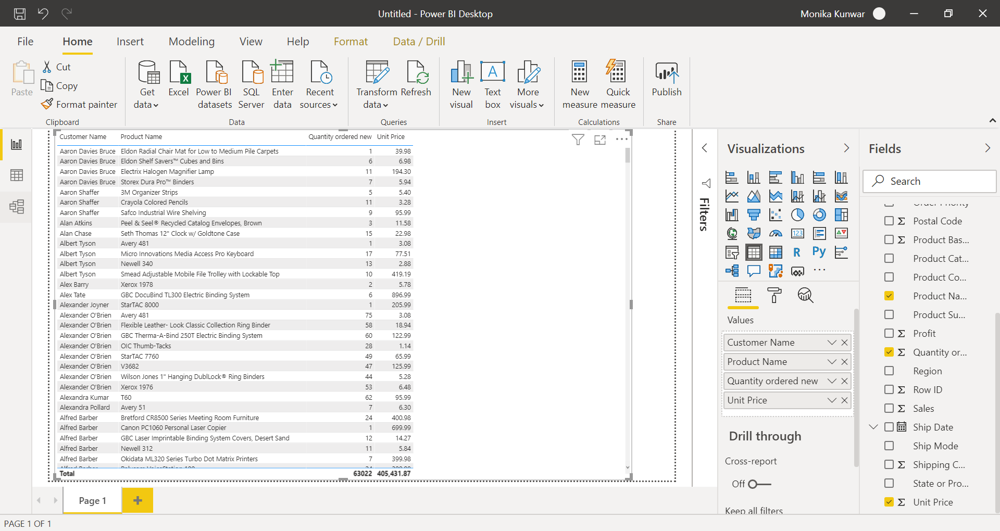 Untitled - Power BI Desktop
Monika Kunwar
File Home Insert Modeling View Help Format Data / Drill
Paste
Cut
Copy
Format painter
Clipboard
Get data
Excel
Power BI datasets
SQL Server
Enter data
Recent sources
Data
Transform data
Refresh
Queries
New visual
Text box
More visuals
Insert
New measure
Quick measure
Calculations
Publish
Share
Customer Name Product Name Quantity ordered new Unit Price
Aaron Davies Bruce Eldon Radial Chair Mat for Low to Medium Pile Carpets 1 39.98
Aaron Davies Bruce Eldon Shelf Savers™ Cubes and Bins 6 6.98
Aaron Davies Bruce Electrix Halogen Magnifier Lamp 11 194.30
Aaron Davies Bruce Storex Dura Pro™ Binders 7 5.94
Aaron Shaffer 3M Organizer Strips 5 5.40
Aaron Shaffer Crayola Colored Pencils 11 3.28
Aaron Shaffer Safco Industrial Wire Shelving 9 95.99
Alan Atkins Peel & Seel® Recycled Catalog Envelopes, Brown 3 11.58
Alan Chase Seth Thomas 12" Clock w/ Goldtone Case 15 22.98
Albert Tyson Avery 481 1 3.08
Albert Tyson Micro Innovations Media Access Pro Keyboard 17 77.51
Albert Tyson Newell 340 13 2.88
Albert Tyson Smead Adjustable Mobile File Trolley with Lockable Top 10 419.19
Alex Barry Xerox 1978 2 5.78
Alex Tate GBC DocuBind TL300 Electric Binding System 6 896.99
Alexander Joyner StarTAC 8000 1 205.99
Alexander O'Brien Avery 481 75 3.08
Alexander O'Brien Flexible Leather- Look Classic Collection Ring Binder 58 18.94
Alexander O'Brien GBC Therma-A-Bind 250T Electric Binding System 60 122.99
Alexander O'Brien OIC Thumb-Tacks 28 1.14
Alexander O'Brien StarTAC 7760 49 65.99
Alexander O'Brien V3682 47 125.99
Alexander O'Brien Wilson Jones 1" Hanging DublLock® Ring Binders 44 5.28
Alexander O'Brien Xerox 1976 53 6.48
Alexandra Kumar T60 62 95.99
Alexandra Pollard Avery 51 7 6.30
Alfred Barber Bretford CR8500 Series Meeting Room Furniture 24 400.98
Alfred Barber Canon PC1060 Personal Laser Copier 1 699.99
Alfred Barber GBC Laser Imprintable Binding System Covers, Desert Sand 12 14.27
Alfred Barber Newell 312 11 5.84
Alfred Barber Okidata ML320 Series Turbo Dot Matrix Printers 7 399.98
Total 63022 405,431.87
Filters
Visualizations
123
R Py
Values
Customer Name
Product Name
Quantity ordered new
Unit Price
Drill through
Cross-report
Off
Keep all filters
Fields
Search
Order Priority
Postal Code
Product Bas...
Product Cat...
Product Co...
Product Na...
Product Su...
Profit
Quantity or...
Region
Row ID
Sales
Ship Date
Ship Mode
Shipping C...
State or Pro...
Unit Price
Page 1
PAGE 1 OF 1